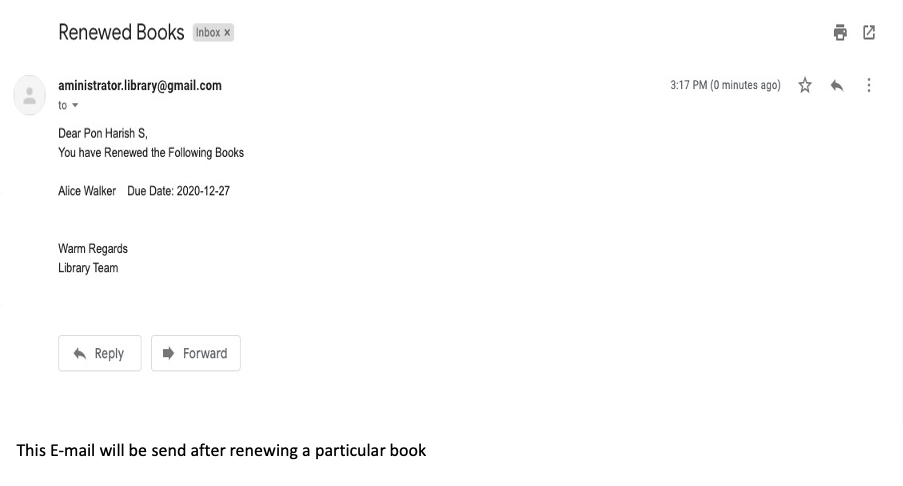 Renewed Books Inbox x
aministrator.library@gmail.com 3:17 PM (0 minutes ago)
to
Dear Pon Harish S,
You have Renewed the Following Books
Alice Walker Due Date: 2020-12-27
Warm Regards
Library Team
Reply Forward
This E-mail will be send after renewing a particular book